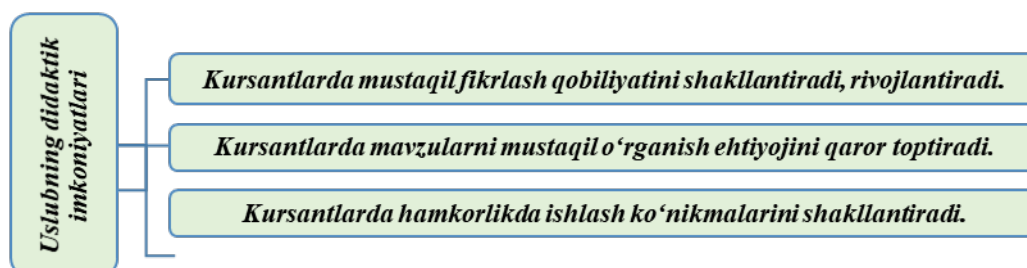 Uslubning didaktik
imkoniyatlari
Kursantlarda mustaqil fikrlash qobiliyatini shakllantiradi, rivojlantiradi.
Kursantlarda mavzularni mustaqil o‘rganish ehtiyojini qaror toptiradi.
Kursantlarda hamkorlikda ishlash ko‘nikmalarini shakllantiradi.